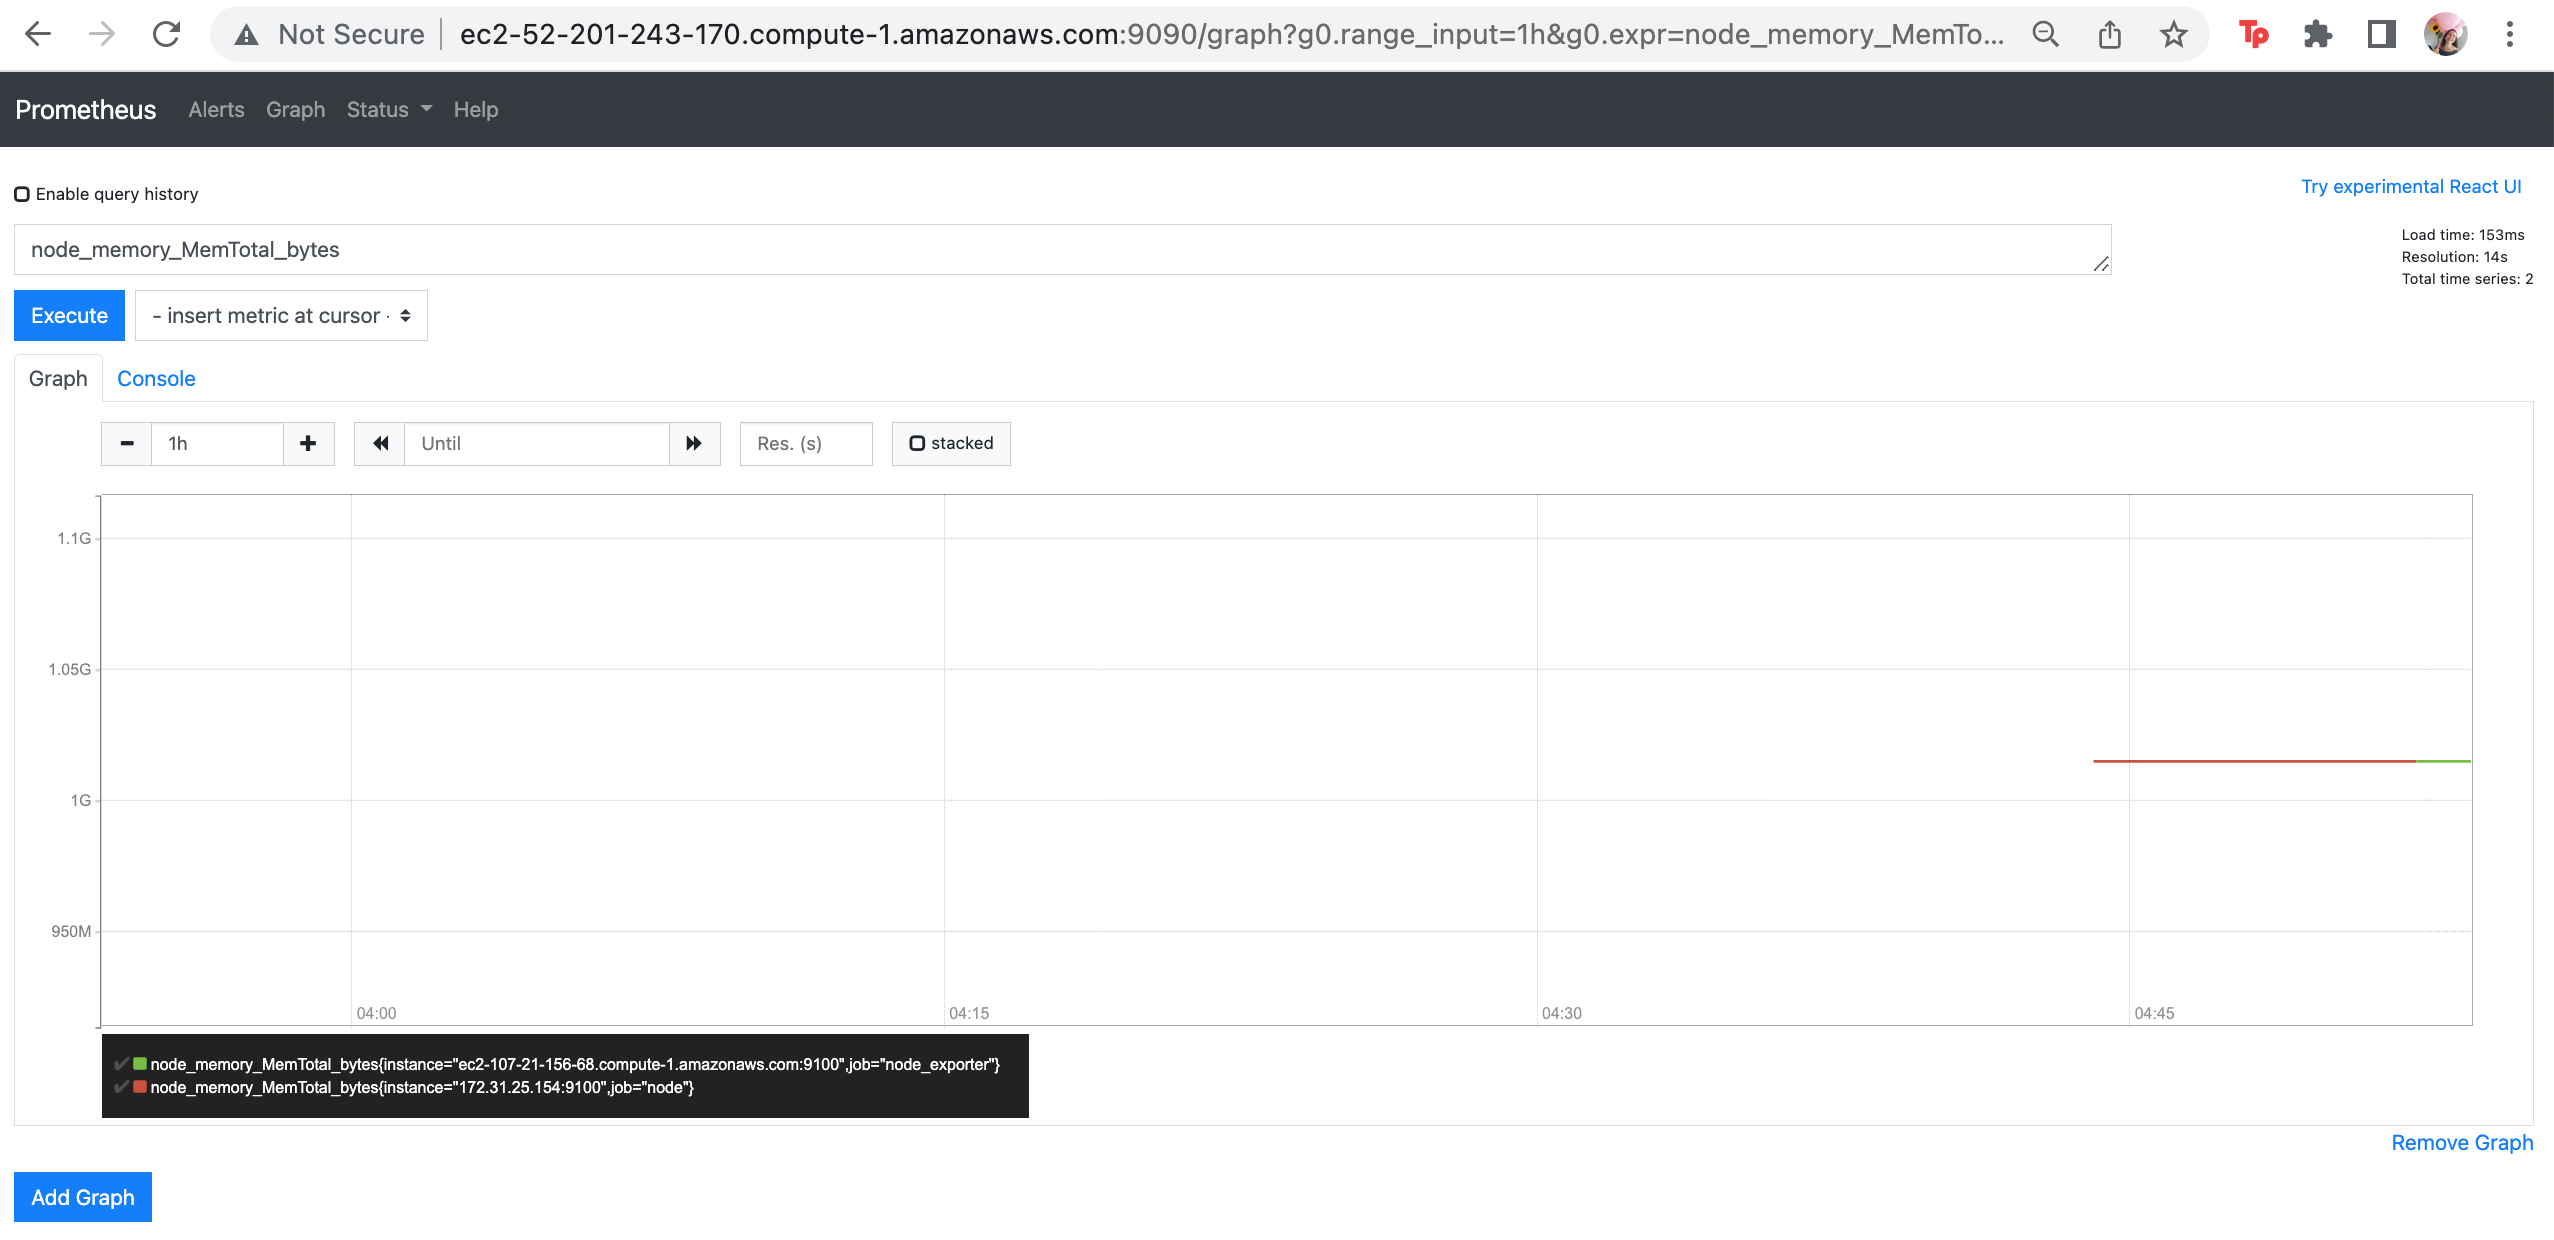 Not Secure ec2-52-201-243-170.compute-1.amazonaws.com:9090/graph?g0.range_input=1h&g0.expr=node_memory_MemTo...
Tp
Prometheus Alerts Graph Status Help
Enable query history
Try experimental React UI
node_memory_MemTotal_bytes
Load time: 153ms
Resolution: 14s
Total time series: 2
Execute - insert metric at cursor -
Graph Console
1h Until Res. (s) stacked
1.1G
1.05G
1G
950M
04:00 04:15 04:30 04:45
node_memory_MemTotal_bytes{instance="ec2-107-21-156-68.compute-1.amazonaws.com:9100",job="node_exporter"}
node_memory_MemTotal_bytes{instance="172.31.25.154:9100",job="node"}
Remove Graph
Add Graph